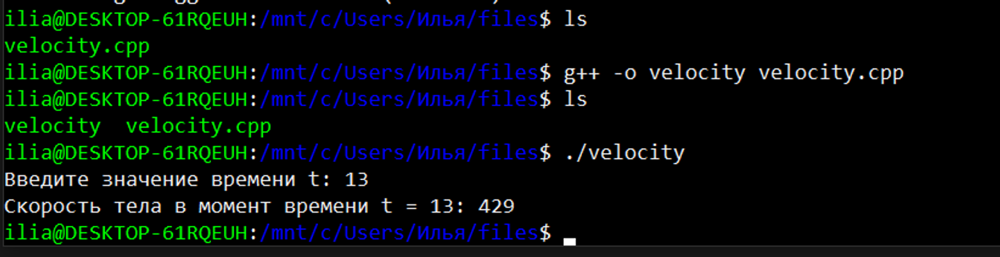 ilia@DESKTOP-61RQEUH:/mnt/c/Users/Илья/files$ ls
velocity.cpp
ilia@DESKTOP-61RQEUH:/mnt/c/Users/Илья/files$ g++ -o velocity velocity.cpp
ilia@DESKTOP-61RQEUH:/mnt/c/Users/Илья/files$ ls
velocity  velocity.cpp
ilia@DESKTOP-61RQEUH:/mnt/c/Users/Илья/files$ ./velocity
Введите значение времени t: 13
Скорость тела в момент времени t = 13: 429
ilia@DESKTOP-61RQEUH:/mnt/c/Users/Илья/files$